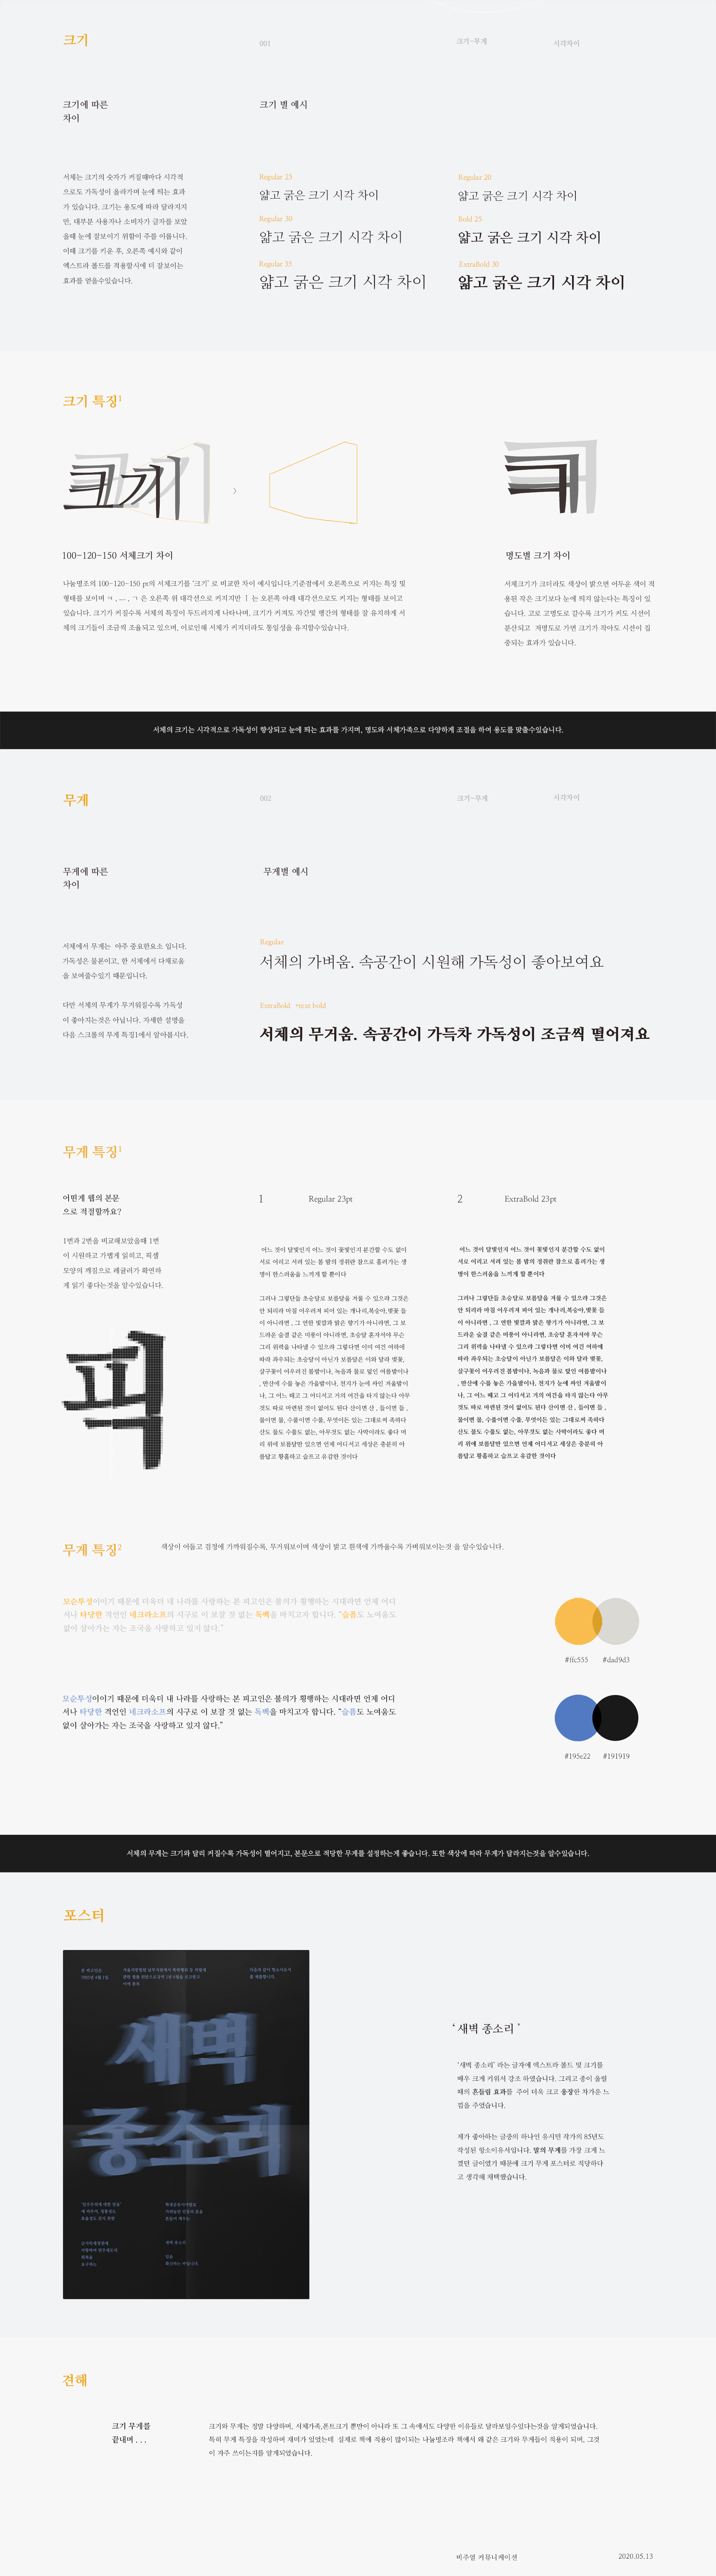 크기
001
크기-무게
시각차이
크기에 따른
차이
크기 별 예시
서체는 크기의 숫자가 커질때마다 시각적
으로도 가독성이 올라가며 눈에 띄는 효과
가 있습니다. 크기는 용도에 따라 달라지지
만, 대부분 사용자나 소비자가 글자를 보았
을때 눈에 잘보이기 위함이 주를 이룹니다.
이때 크기를 키운 후, 오른쪽 예시와 같이
엑스트라 볼드를 적용할시에 더 잘보이는
효과를 얻을수있습니다.
Regular 25
얇고 굵은 크기 시각 차이
Regular 30
얇고 굵은 크기 시각 차이
Regular 35
얇고 굵은 크기 시각 차이
Regular 20
얇고 굵은 크기 시각 차이
Bold 25
얇고 굵은 크기 시각 차이
ExtraBold 30
얇고 굵은 크기 시각 차이
크기 특징1
크기
크기
크기
〉
ㅋ
ㅋ
ㅋ
100-120-150 서체크기 차이
나눔명조의 100-120-150 pt의 서체크기를 '크기' 로 비교한 차이 예시입니다.기준점에서 오른쪽으로 커지는 특징 및
형태를 보이며 ㅋ , ㅡ , ㄱ 은 오른쪽 위 대각선으로 커지지만 ㅣ 는 오른쪽 아래 대각선으로도 커지는 형태를 보이고
있습니다. 크기가 커질수록 서체의 특징이 두드러지게 나타나며, 크기가 커져도 자간및 행간의 형태를 잘 유지하게 서
체의 크기들이 조금씩 조율되고 있으며, 이로인해 서체가 커지더라도 통일성을 유지할수있습니다.
명도별 크기 차이
서체크기가 크더라도 색상이 밝으면 어두운 색이 적
용된 작은 크기보다 눈에 띄지 않는다는 특징이 있
습니다. 고로 고명도로 갈수록 크기가 커도 시선이
분산되고 저명도로 가면 크기가 작아도 시선이 집
중되는 효과가 있습니다.
서체의 크기는 시각적으로 가독성이 향상되고 눈에 띄는 효과를 가지며, 명도와 서체가족으로 다양하게 조절을 하여 용도를 맞출수있습니다.
무게
002
크기-무게
시각차이
무게에 따른
차이
무게별 예시
서체에서 무게는 아주 중요한요소 입니다.
가독성은 물론이고, 한 서체에서 다채로움
을 보여줄수있기 때문입니다.
다만 서체의 무게가 무거워질수록 가독성
이 좋아지는것은 아닙니다. 자세한 설명을
다음 스크롤의 무게 특징1에서 알아봅시다.
Regular
서체의 가벼움. 속공간이 시원해 가독성이 좋아보여요
ExtraBold +text bold
서체의 무거움. 속공간이 가득차 가독성이 조금씩 떨어져요
무게 특징1
어떤게 웹의 본문
으로 적절할까요?
1번과 2번을 비교해보았을때 1번
이 시원하고 가볍게 읽히고, 픽셀
모양의 깨짐으로 레귤러가 확연하
게 읽기 좋다는것을 알수있습니다.
픽
1
Regular 23pt
어느 것이 달빛인지 어느 것이 꽃빛인지 분간할 수도 없이
서로 어리고 서려 있는 봄 밤의 정취란 참으로 흘러가는 생
명이 한스러움을 느끼게 할 뿐이다
그러나 그렇단들 초승달로 보름달을 겨룰 수 있으랴 그것은
안 되리라 마침 어우러져 피어 있는 개나리,복숭아,벚꽃 들
이 아니라면 , 그 연한 빛깔과 맑은 향기가 아니라면, 그 보
드라운 숨결 같은 미풍이 아니라면, 초승달 혼자서야 무슨
그리 위력을 나타낼 수 있으랴 그렇다면 이미 여건 여하에
따라 좌우되는 초승달이 아닌가 보름달은 이와 달라 벚꽃,
살구꽃이 어우러진 봄밤이나, 녹음과 물로 덮인 여름밤이나
, 만산에 수를 놓은 가을밤이나, 천지가 눈에 싸인 겨울밤이
나, 그 어느 때고 그 어디서고 거의 여건을 타지 않는다 아무
것도 따로 마련된 것이 없이도 된다 산이면 산 , 들이면 들 ,
물이면 물, 수풀이면 수풀, 무엇이든 있는 그대로써 족하다
산도 물도 수풀도 없는, 아무것도 없는 사막이라도 좋다 머
리 위에 보름달만 있으면 언제 어디서고 세상은 충분히 아
름답고 황홀하고 슬프고 유감한 것이다
2
ExtraBold 23pt
어느 것이 달빛인지 어느 것이 꽃빛인지 분간할 수도 없이
서로 어리고 서려 있는 봄 밤의 정취란 참으로 흘러가는 생
명이 한스러움을 느끼게 할 뿐이다
그러나 그렇단들 초승달로 보름달을 겨룰 수 있으랴 그것은
안 되리라 마침 어우러져 피어 있는 개나리,복숭아,벚꽃 들
이 아니라면 , 그 연한 빛깔과 맑은 향기가 아니라면, 그 보
드라운 숨결 같은 미풍이 아니라면, 초승달 혼자서야 무슨
그리 위력을 나타낼 수 있으랴 그렇다면 이미 여건 여하에
따라 좌우되는 초승달이 아닌가 보름달은 이와 달라 벚꽃,
살구꽃이 어우러진 봄밤이나, 녹음과 물로 덮인 여름밤이나
, 만산에 수를 놓은 가을밤이나, 천지가 눈에 싸인 겨울밤이
나, 그 어느 때고 그 어디서고 거의 여건을 타지 않는다 아무
것도 따로 마련된 것이 없이도 된다 산이면 산 , 들이면 들 ,
물이면 물, 수풀이면 수풀, 무엇이든 있는 그대로써 족하다
산도 물도 수풀도 없는, 아무것도 없는 사막이라도 좋다 머
리 위에 보름달만 있으면 언제 어디서고 세상은 충분히 아
름답고 황홀하고 슬프고 유감한 것이다
무게 특징2
색상이 어둡고 검정에 가까워질수록, 무거워보이며 색상이 밝고 흰색에 가까울수록 가벼워보이는것 을 알수있습니다.
모순투성이이기 때문에 더욱더 내 나라를 사랑하는 본 피고인은 불의가 횡행하는 시대라면 언제 어디
서나 타당한 격언인 네크라소프의 시구로 이 보잘 것 없는 독백을 마치고자 합니다. "슬픔도 노여움도
없이 살아가는 자는 조국을 사랑하고 있지 않다."
#ffc555
#dad9d3
모순투성이이기 때문에 더욱더 내 나라를 사랑하는 본 피고인은 불의가 횡행하는 시대라면 언제 어디
서나 타당한 격언인 네크라소프의 시구로 이 보잘 것 없는 독백을 마치고자 합니다. "슬픔도 노여움도
없이 살아가는 자는 조국을 사랑하고 있지 않다."
#195e22
#191919
서체의 무게는 크기와 달리 커질수록 가독성이 떨어지고, 본문으로 적당한 무게를 설정하는게 좋습니다. 또한 색상에 따라 무게가 달라지는것을 알수있습니다.
포스터
본 피고인은
1985년 4월 1일
새벽
종소리
새벽 종소리
' 새벽 종소리 '
'새벽 종소리' 라는 글자에 엑스트라 볼드 및 크기를
매우 크게 키워서 강조 하였습니다. 그리고 종이 울릴
때의 흔들림 효과를 주어 더욱 크고 웅장한 차가운 느
낌을 주었습니다.
제가 좋아하는 글중의 하나인 유시민 작가의 85년도
작성된 항소이유서입니다. 말의 무게를 가장 크게 느
꼈던 글이였기 때문에 크기 무게 포스터로 적당하다
고 생각해 채택했습니다.
견해
크기 무게를
끝내며 . . .
크기와 무게는 정말 다양하며, 서체가족,폰트크기 뿐만이 아니라 또 그 속에서도 다양한 이유들로 달라보일수있다는것을 알게되었습니다.
특히 무게 특징을 작성하며 재미가 있었는데 실제로 책에 적용이 많이되는 나눔명조라 책에서 왜 같은 크기와 무게들이 적용이 되며, 그것
이 자주 쓰이는지를 알게되었습니다.
비주얼 커뮤니케이션
2020.05.13